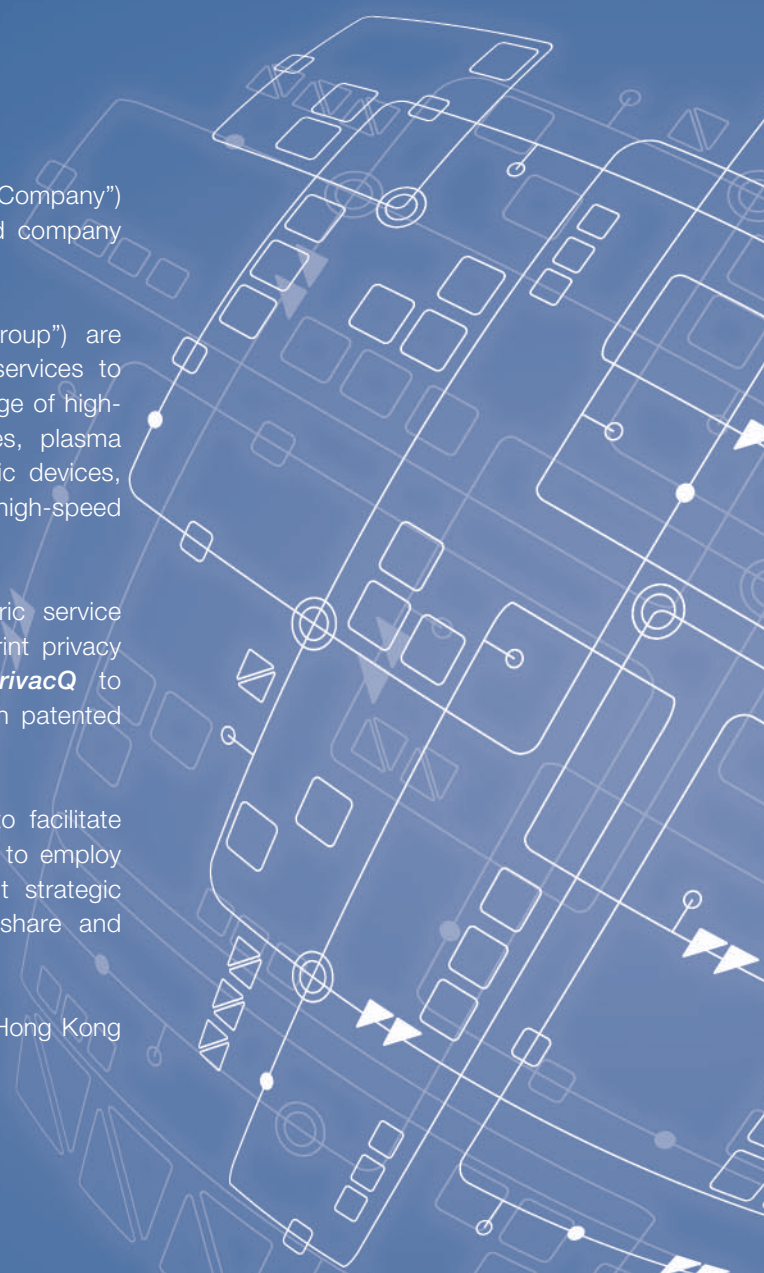 Company”)
d company
roup”) are
services to
ge of high-
es, plasma
ic devices,
high-speed
ric service
rint privacy
rivacQ to
n patented
o facilitate
to employ
t strategic
share and
Hong Kong